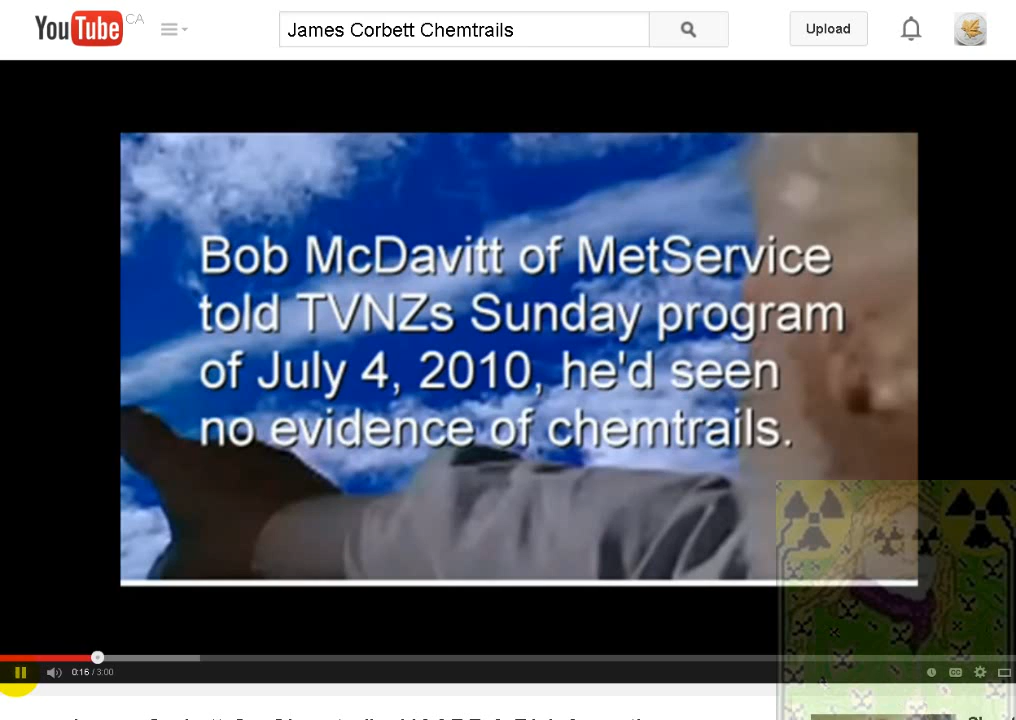 YouTube CA
James Corbett Chemtrails
Upload
Bob McDavitt of MetService
told TVNZs Sunday program
of July 4, 2010, he'd seen
no evidence of chemtrails.
0:16 / 3:00
CC